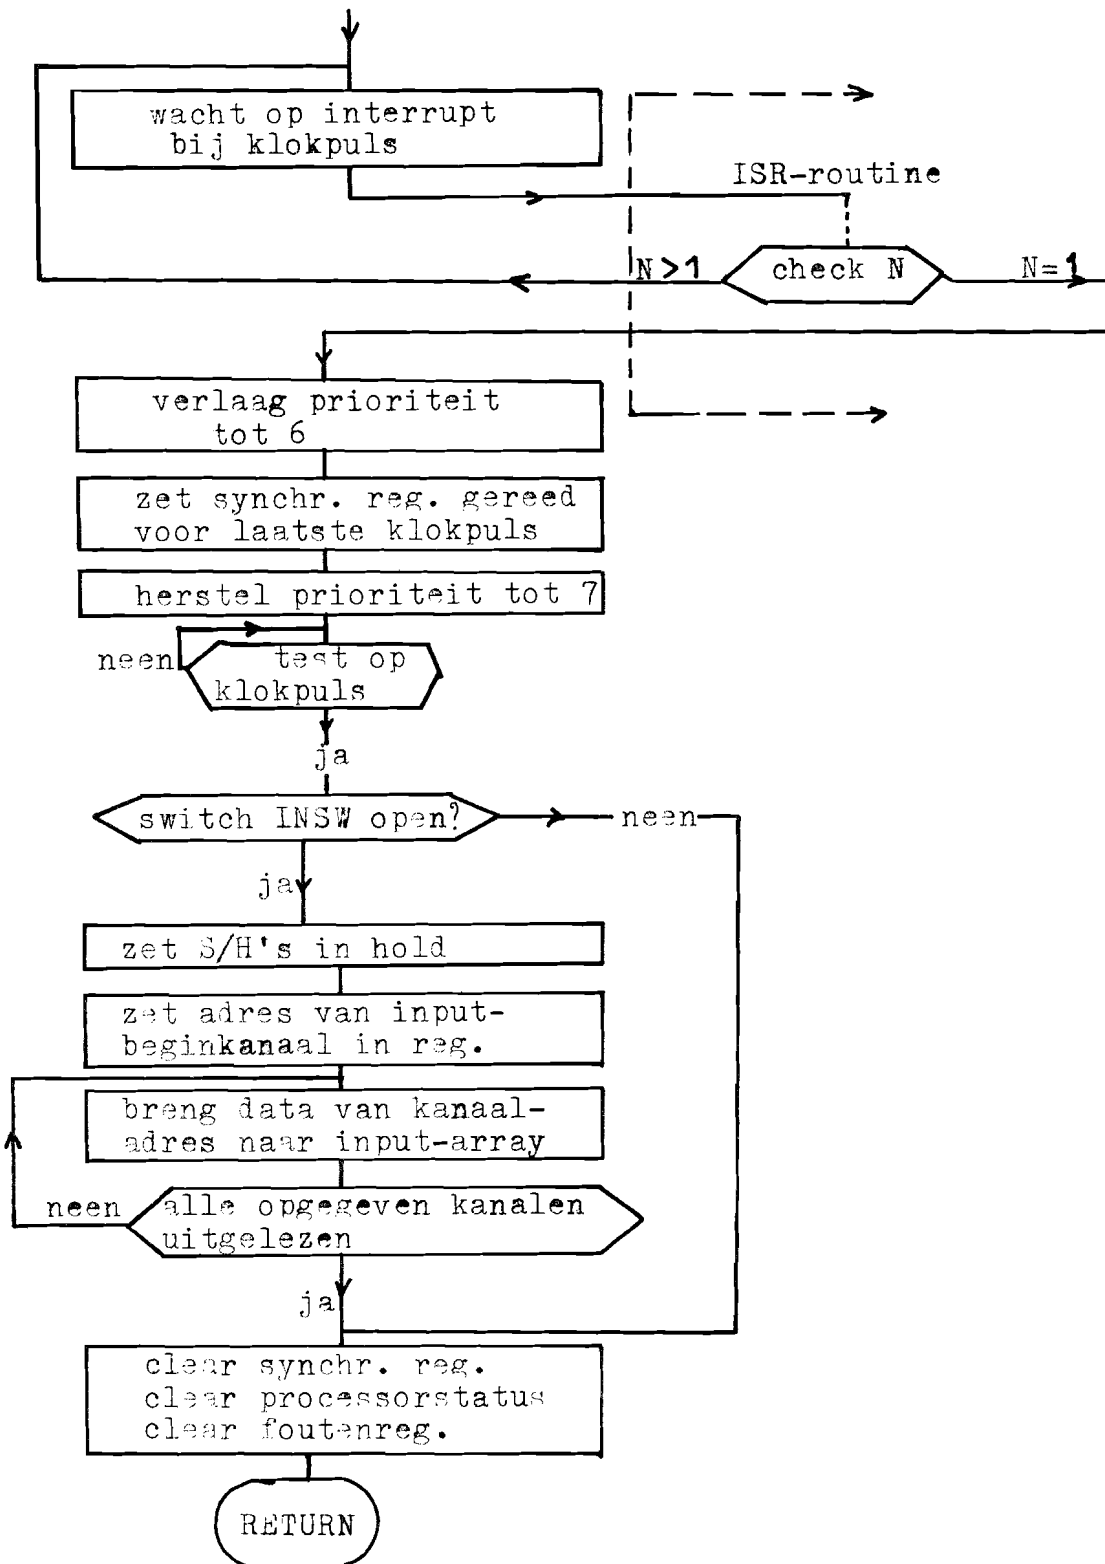 wacht op interrupt
bij klokpuls
ISR-routine
N>1
check N
N=1
verlaag prioriteit
tot 6
zet synchr. reg. gereed
voor laatste klokpuls
herstel prioriteit tot 7
neen
test op
klokpuls
ja
switch INSW open?
neen
ja
zet S/H's in hold
zet adres van input-
beginkanaal in reg.
breng data van kanaal-
adres naar input-array
neen
alle opgegeven kanalen
uitgelezen
ja
clear synchr. reg.
clear processorstatus
clear foutenreg.
RETURN